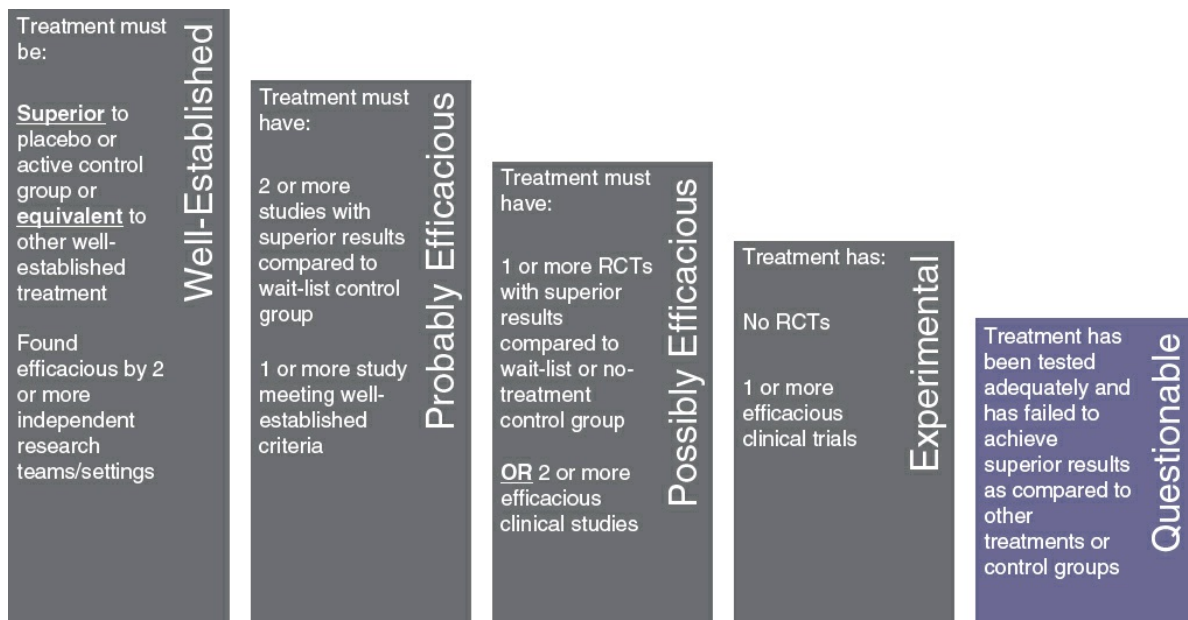 Treatment must
be:
Superior to
placebo or
active control
group or
equivalent to
other well-
established
treatment
Found
efficacious by 2
or more
independent
research
teams/settings
Well-Established
Treatment must
have:
2 or more
studies with
superior results
compared to
wait-list control
group
1 or more study
meeting well-
established
criteria
Probably Efficacious
Treatment must
have:
1 or more RCTs
with superior
results
compared to
wait-list or no-
treatment
control group
OR 2 or more
efficacious
clinical studies
Possibly Efficacious
Treatment has:
No RCTs
1 or more
efficacious
clinical trials
Experimental
Treatment has
been tested
adequately and
has failed to
achieve
superior results
as compared to
other
treatments or
control groups
Questionable